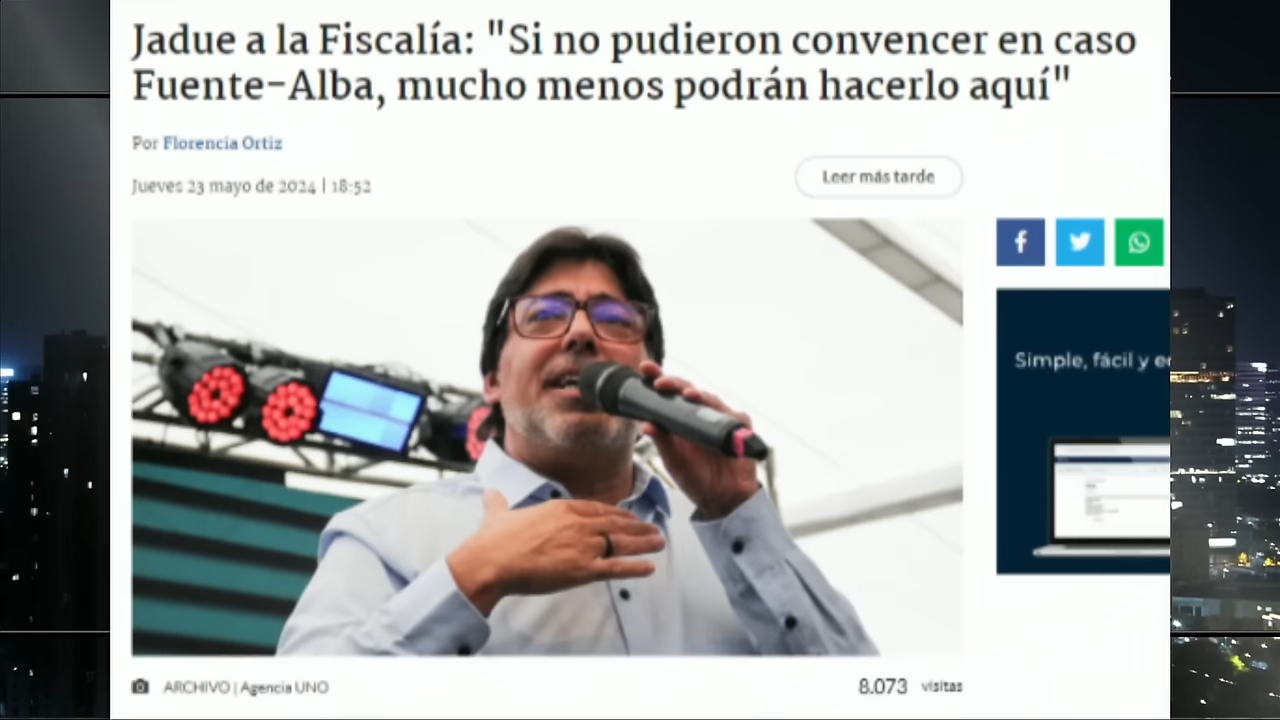 Jadue a la Fiscalía: "Si no pudieron convencer en caso
Fuente-Alba, mucho menos podrán hacerlo aquí"
Por Florencia Ortiz
Jueves 23 mayo de 2024 | 18:52
Leer más tarde
Simple, fácil y
ARCHIVO | Agencia UNO
8.073 visitas